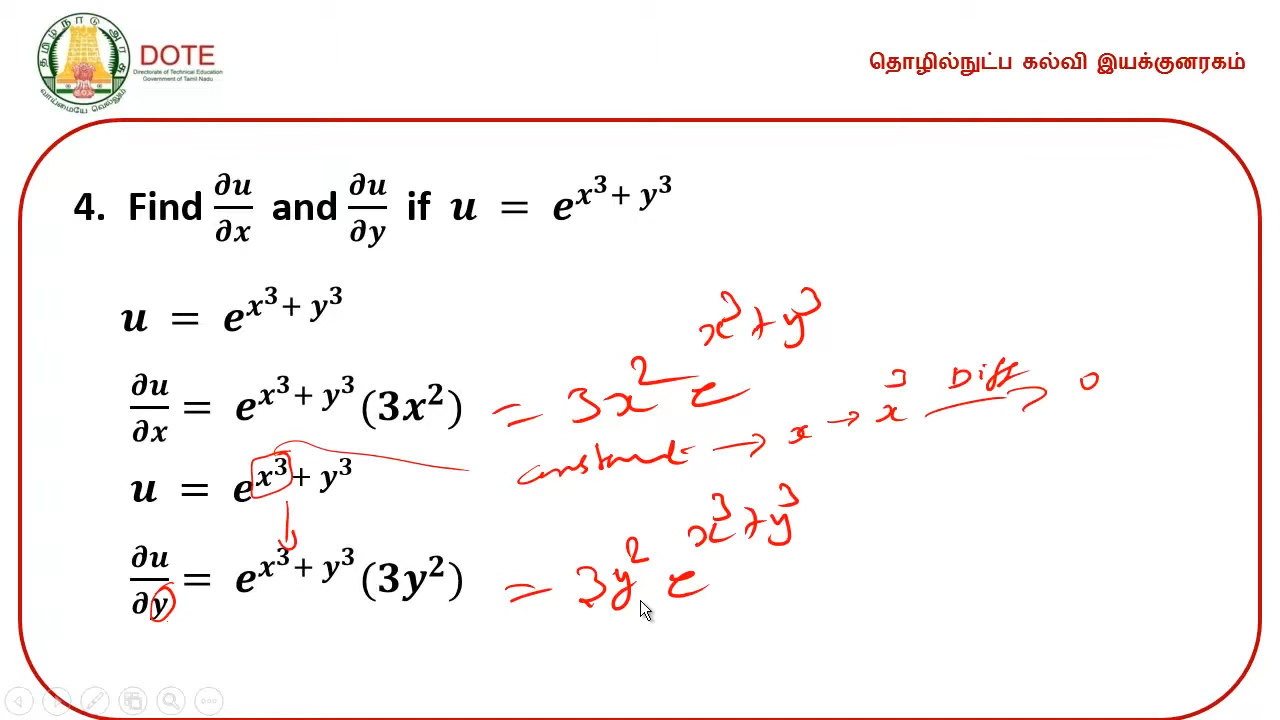 தமிழ்நாடு அரசு
வாய்மையே வெல்லும்
DOTE
Directorate of Technical Education
Government of Tamil Nadu
தொழில்நுட்ப கல்வி இயக்குனரகம்
4. Find ∂u/∂x and ∂u/∂y if u = e^(x³ + y³)
u = e^(x³ + y³)
∂u/∂x = e^(x³ + y³) (3x²) = 3x² e^(x³ + y³)
constant → x → x³ Diff → 0
u = e^(x³ + y³)
∂u/∂y = e^(x³ + y³) (3y²) = 3y² e^(x³ + y³)